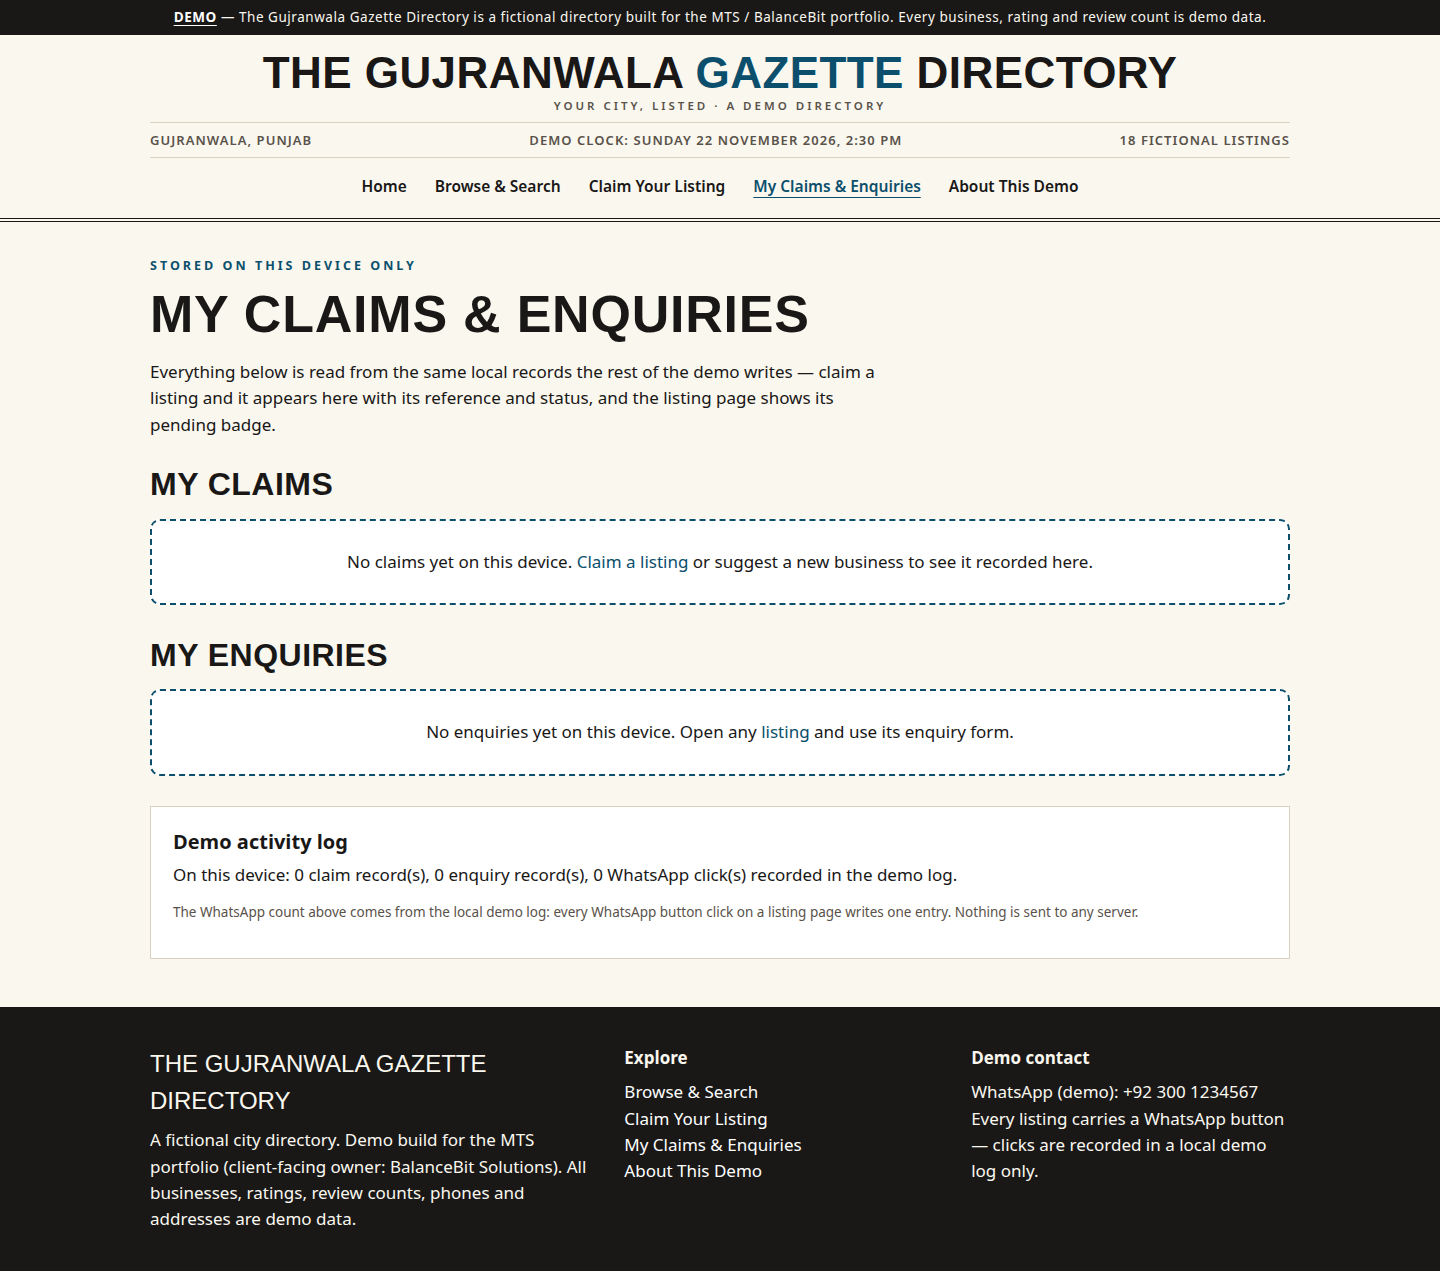 DEMO — The Gujranwala Gazette Directory is a fictional directory built for the MTS / BalanceBit portfolio. Every business, rating and review count is demo data.
THE GUJRANWALA GAZETTE DIRECTORY
YOUR CITY, LISTED · A DEMO DIRECTORY
GUJRANWALA, PUNJAB
DEMO CLOCK: SUNDAY 22 NOVEMBER 2026, 2:30 PM
18 FICTIONAL LISTINGS
Home
Browse & Search
Claim Your Listing
My Claims & Enquiries
About This Demo
STORED ON THIS DEVICE ONLY
MY CLAIMS & ENQUIRIES
Everything below is read from the same local records the rest of the demo writes — claim a
listing and it appears here with its reference and status, and the listing page shows its
pending badge.
MY CLAIMS
No claims yet on this device. Claim a listing or suggest a new business to see it recorded here.
MY ENQUIRIES
No enquiries yet on this device. Open any listing and use its enquiry form.
Demo activity log
On this device: 0 claim record(s), 0 enquiry record(s), 0 WhatsApp click(s) recorded in the demo log.
The WhatsApp count above comes from the local demo log: every WhatsApp button click on a listing page writes one entry. Nothing is sent to any server.
THE GUJRANWALA GAZETTE
DIRECTORY
A fictional city directory. Demo build for the MTS
portfolio (client-facing owner: BalanceBit Solutions). All
businesses, ratings, review counts, phones and
addresses are demo data.
Explore
Browse & Search
Claim Your Listing
My Claims & Enquiries
About This Demo
Demo contact
WhatsApp (demo): +92 300 1234567
Every listing carries a WhatsApp button
— clicks are recorded in a local demo
log only.